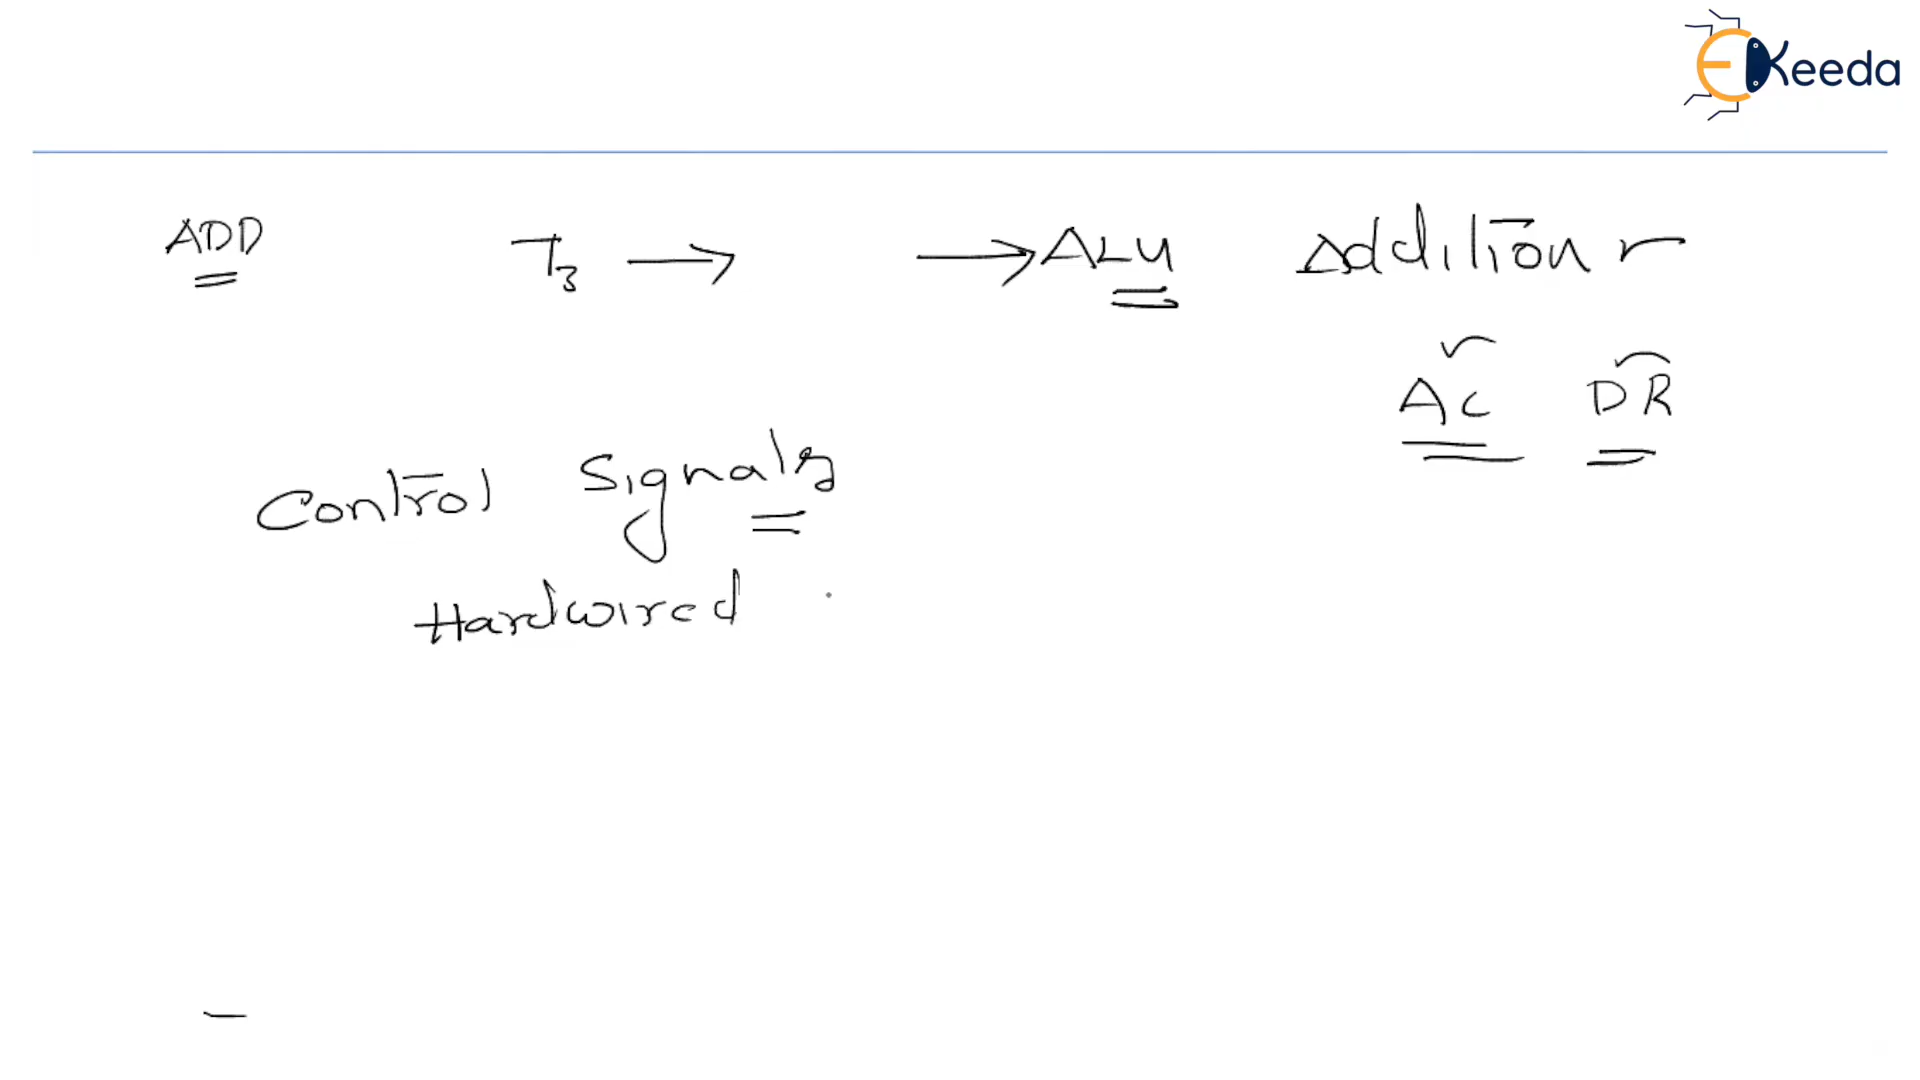 EKeeda
ADD T3 → → ALU Addition
AC DR
Control Signals
Hardwired